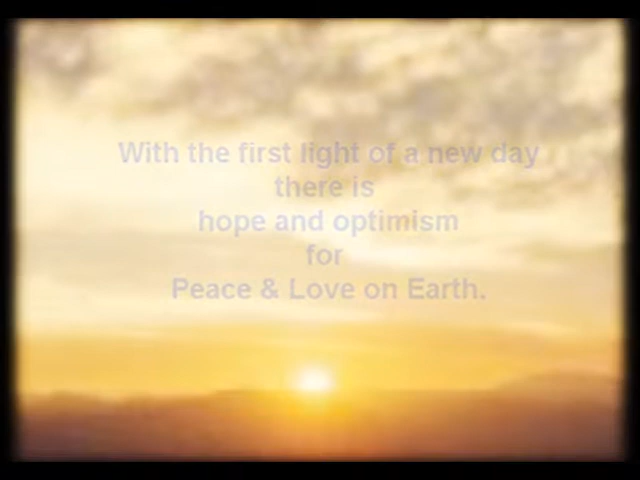 With the first light of a new day
there is
hope and optimism
for
Peace & Love on Earth.